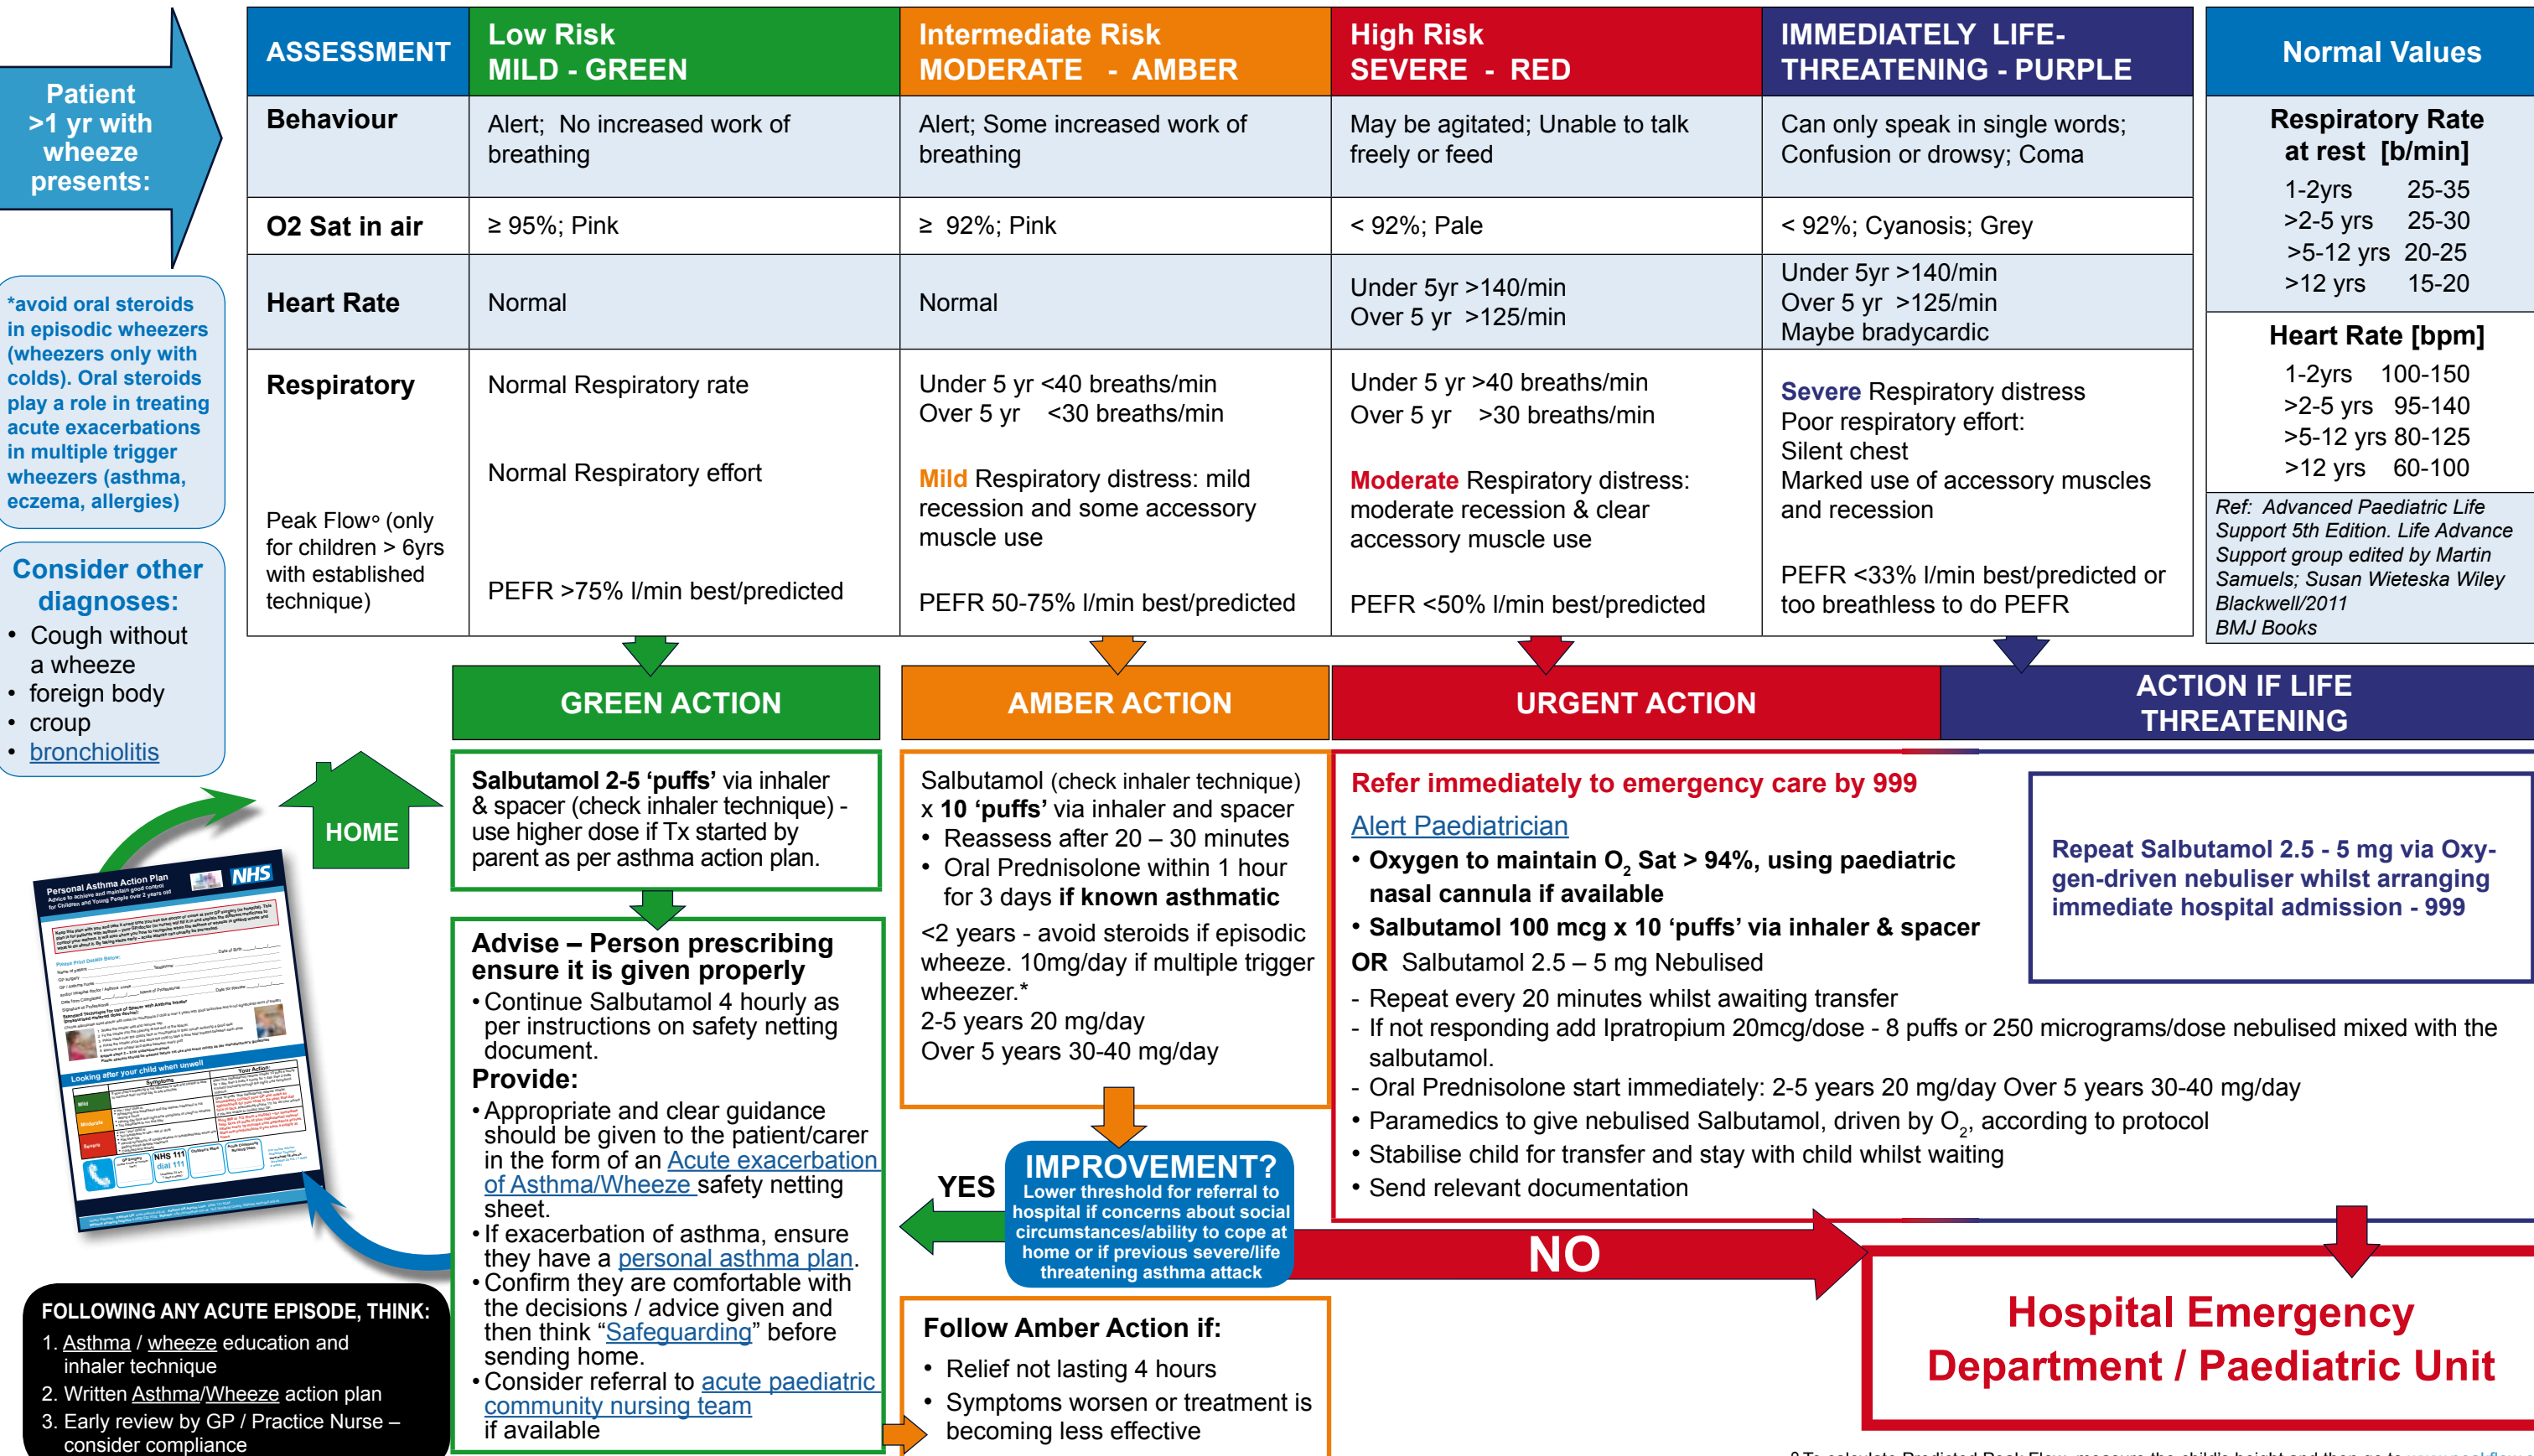 Patient
>1 yr with
wheeze
presents:
*avoid oral steroids
in episodic wheezers
(wheezers only with
colds). Oral steroids
play a role in treating
acute exacerbations
in multiple trigger
wheezers (asthma,
eczema, allergies)
Consider other
diagnoses:
• Cough without
a wheeze
• foreign body
• croup
• bronchiolitis
ASSESSMENT
Low Risk
MILD - GREEN
Intermediate Risk
MODERATE - AMBER
High Risk
SEVERE - RED
IMMEDIATELY LIFE-
THREATENING - PURPLE
Behaviour
Alert; No increased work of
breathing
Alert; Some increased work of
breathing
May be agitated; Unable to talk
freely or feed
Can only speak in single words;
Confusion or drowsy; Coma
O2 Sat in air
≥ 95%; Pink
≥ 92%; Pink
< 92%; Pale
< 92%; Cyanosis; Grey
Heart Rate
Normal
Normal
Under 5yr >140/min
Over 5 yr >125/min
Under 5yr >140/min
Over 5 yr >125/min
Maybe bradycardic
Respiratory
Peak Flowº (only
for children > 6yrs
with established
technique)
Normal Respiratory rate
Normal Respiratory effort
PEFR >75% l/min best/predicted
Under 5 yr <40 breaths/min
Over 5 yr <30 breaths/min
Mild Respiratory distress: mild
recession and some accessory
muscle use
PEFR 50-75% l/min best/predicted
Under 5 yr >40 breaths/min
Over 5 yr >30 breaths/min
Moderate Respiratory distress:
moderate recession & clear
accessory muscle use
PEFR <50% l/min best/predicted
Severe Respiratory distress
Poor respiratory effort:
Silent chest
Marked use of accessory muscles
and recession
PEFR <33% l/min best/predicted or
too breathless to do PEFR
Normal Values
Respiratory Rate
at rest [b/min]
1-2yrs 25-35
>2-5 yrs 25-30
>5-12 yrs 20-25
>12 yrs 15-20
Heart Rate [bpm]
1-2yrs 100-150
>2-5 yrs 95-140
>5-12 yrs 80-125
>12 yrs 60-100
Ref: Advanced Paediatric Life
Support 5th Edition. Life Advance
Support group edited by Martin
Samuels; Susan Wieteska Wiley
Blackwell/2011
BMJ Books
GREEN ACTION
AMBER ACTION
URGENT ACTION
ACTION IF LIFE
THREATENING
HOME
Salbutamol 2-5 ‘puffs’ via inhaler
& spacer (check inhaler technique) -
use higher dose if Tx started by
parent as per asthma action plan.
Advise – Person prescribing
ensure it is given properly
• Continue Salbutamol 4 hourly as
per instructions on safety netting
document.
Provide:
• Appropriate and clear guidance
should be given to the patient/carer
in the form of an Acute exacerbation
of Asthma/Wheeze safety netting
sheet.
• If exacerbation of asthma, ensure
they have a personal asthma plan.
• Confirm they are comfortable with
the decisions / advice given and
then think “Safeguarding” before
sending home.
• Consider referral to acute paediatric
community nursing team
if available
Salbutamol (check inhaler technique)
x 10 ‘puffs’ via inhaler and spacer
• Reassess after 20 – 30 minutes
• Oral Prednisolone within 1 hour
for 3 days if known asthmatic
<2 years - avoid steroids if episodic
wheeze. 10mg/day if multiple trigger
wheezer.*
2-5 years 20 mg/day
Over 5 years 30-40 mg/day
IMPROVEMENT?
Lower threshold for referral to
hospital if concerns about social
circumstances/ability to cope at
home or if previous severe/life
threatening asthma attack
YES
NO
Follow Amber Action if:
• Relief not lasting 4 hours
• Symptoms worsen or treatment is
becoming less effective
Refer immediately to emergency care by 999
Alert Paediatrician
• Oxygen to maintain O2 Sat > 94%, using paediatric
nasal cannula if available
• Salbutamol 100 mcg x 10 ‘puffs’ via inhaler & spacer
OR Salbutamol 2.5 – 5 mg Nebulised
- Repeat every 20 minutes whilst awaiting transfer
- If not responding add Ipratropium 20mcg/dose - 8 puffs or 250 micrograms/dose nebulised mixed with the
salbutamol.
- Oral Prednisolone start immediately: 2-5 years 20 mg/day Over 5 years 30-40 mg/day
• Paramedics to give nebulised Salbutamol, driven by O2, according to protocol
• Stabilise child for transfer and stay with child whilst waiting
• Send relevant documentation
Repeat Salbutamol 2.5 - 5 mg via Oxy-
gen-driven nebuliser whilst arranging
immediate hospital admission - 999
Hospital Emergency
Department / Paediatric Unit
Personal Asthma Action Plan
Advice to achieve and maintain good control
for Children and Young People over 2 years old
NHS
Looking after your child when unwell
Symptoms
Your Action:
Mild
Moderate
Severe
NHS 111
dial 111
FOLLOWING ANY ACUTE EPISODE, THINK:
1. Asthma / wheeze education and
inhaler technique
2. Written Asthma/Wheeze action plan
3. Early review by GP / Practice Nurse –
consider compliance